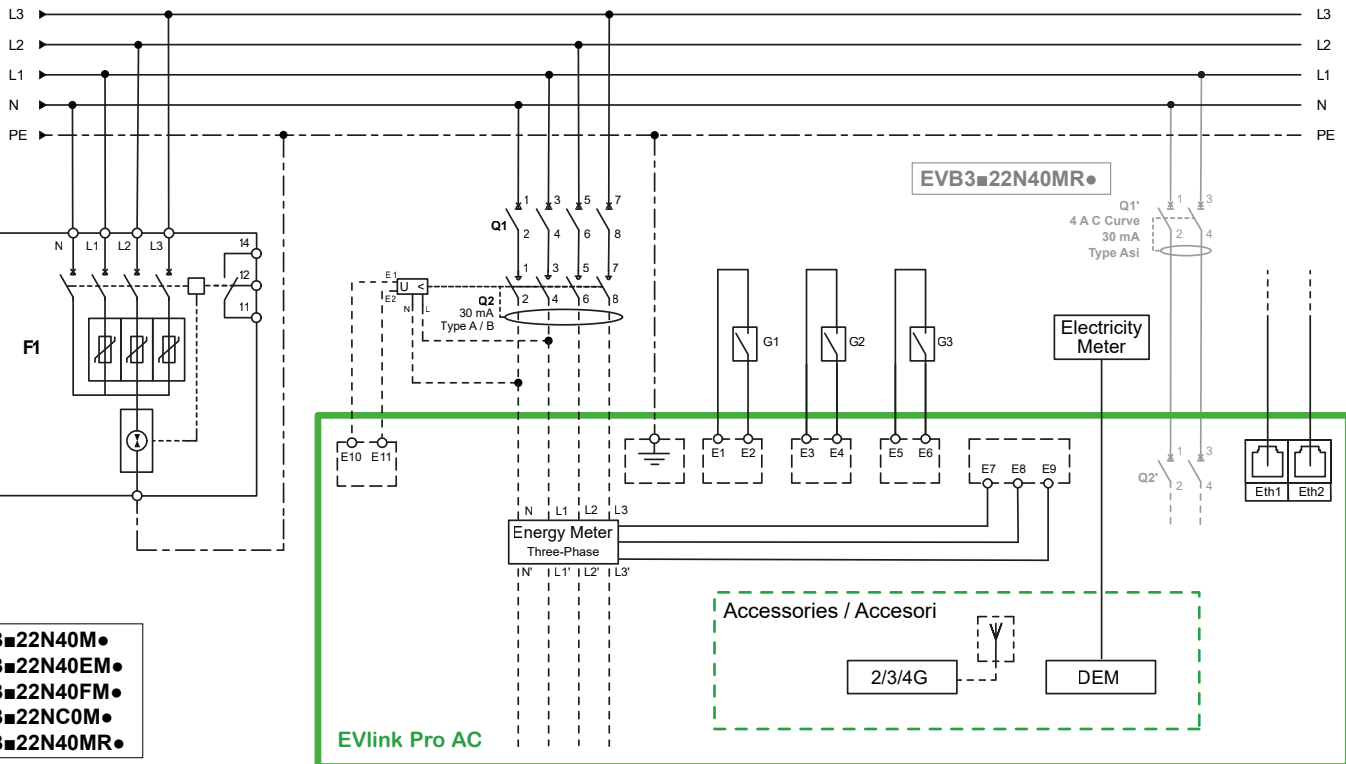 L3 L3
L2 L2
L1 L1
N N
PE PE
EVB3■22N40MR●
Q1'
4 A C Curve
30 mA
Type Asi
1 3
2 4
Q1
1 3 5 7
2 4 6 8
N L1 L2 L3
14
12
11
F1
E1
E2
U <
N L
Q2
30 mA
Type A / B
1 3 5 7
2 4 6 8
G1
G2
G3
Electricity
Meter
E10 E11
E1 E2
E3 E4
E5 E6
E7 E8 E9
Q2'
1 3
2 4
Eth1 Eth2
N L1 L2 L3
Energy Meter
Three-Phase
N' L1' L2' L3'
Accessories / Accesori
2/3/4G
DEM
■22N40M●
■22N40EM●
■22N40FM●
■22NC0M●
■22N40MR●
EVlink Pro AC